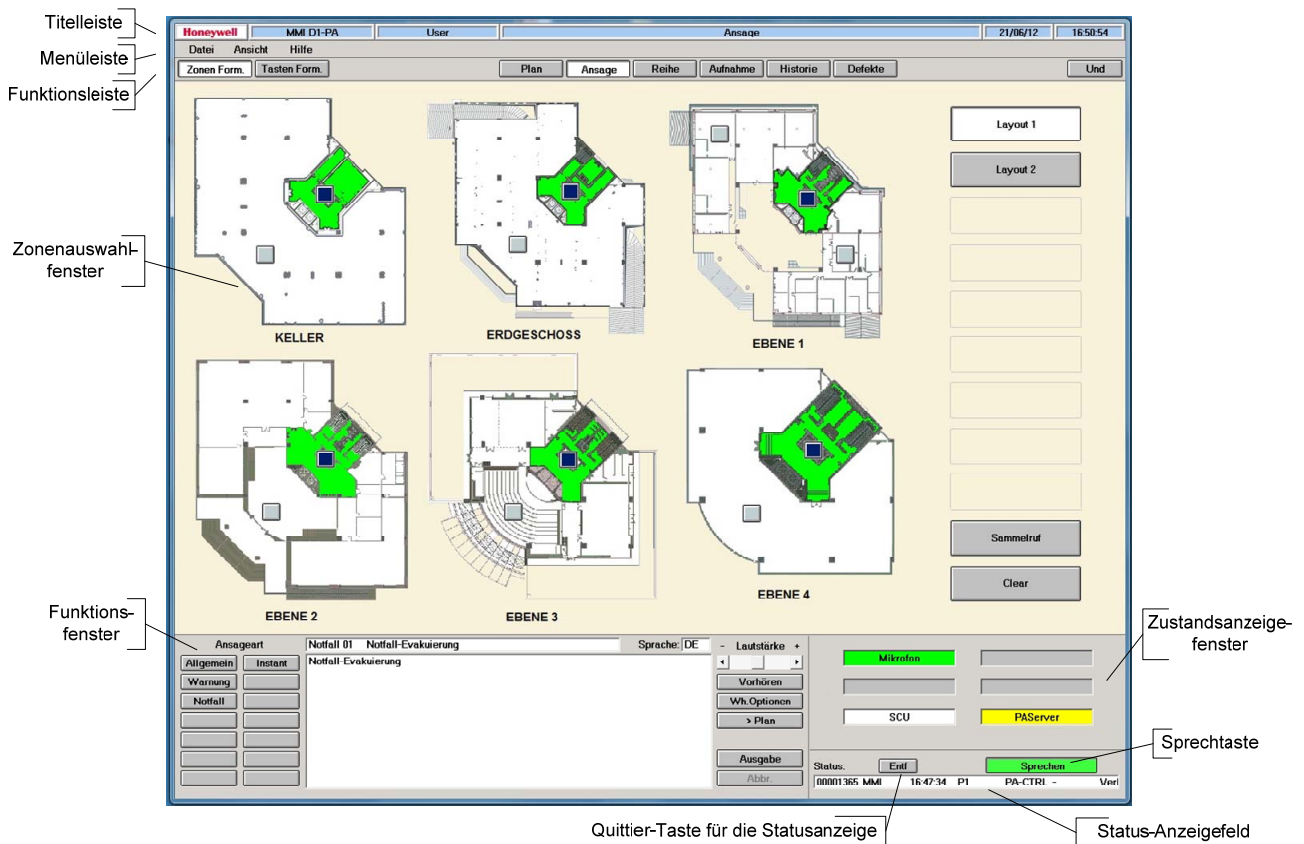 Titelleiste
Menüleiste
Funktionsleiste
Honeywell MMI D1-PA User Ansage 21/06/12 16:50:54
Datei Ansicht Hilfe
Zonen Form. Tasten Form. Plan Ansage Reihe Aufnahme Historie Defekte Und
Layout 1
Layout 2
Zonenauswahl-
fenster
KELLER ERDGESCHOSS EBENE 1
Sammelruf
Clear
EBENE 2 EBENE 3 EBENE 4
Funktions-
fenster
Zustandsanzeige-
fenster
Ansageart Notfall 01 Notfall-Evakuierung Sprache: DE - Lautstärke +
Allgemein Instant Notfall-Evakuierung
Warnung Vorhören
Notfall Wh.Optionen
> Plan
Ausgabe
Abbr.
Mikrofon
SCU PAServer
Sprechtaste
Status. Entf Sprechen
00001365 MMI 16:47:34 P1 PA-CTRL - Verl
Quittier-Taste für die Statusanzeige
Status-Anzeigefeld